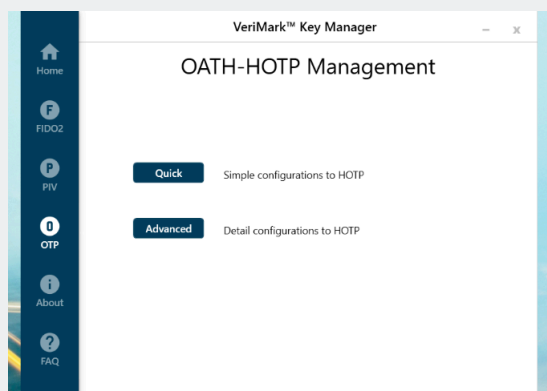 VeriMark™ Key Manager
– x
OATH-HOTP Management
Home
F
FIDO2
P
PIV
Quick Simple configurations to HOTP
O
OTP
Advanced Detail configurations to HOTP
i
About
?
FAQ